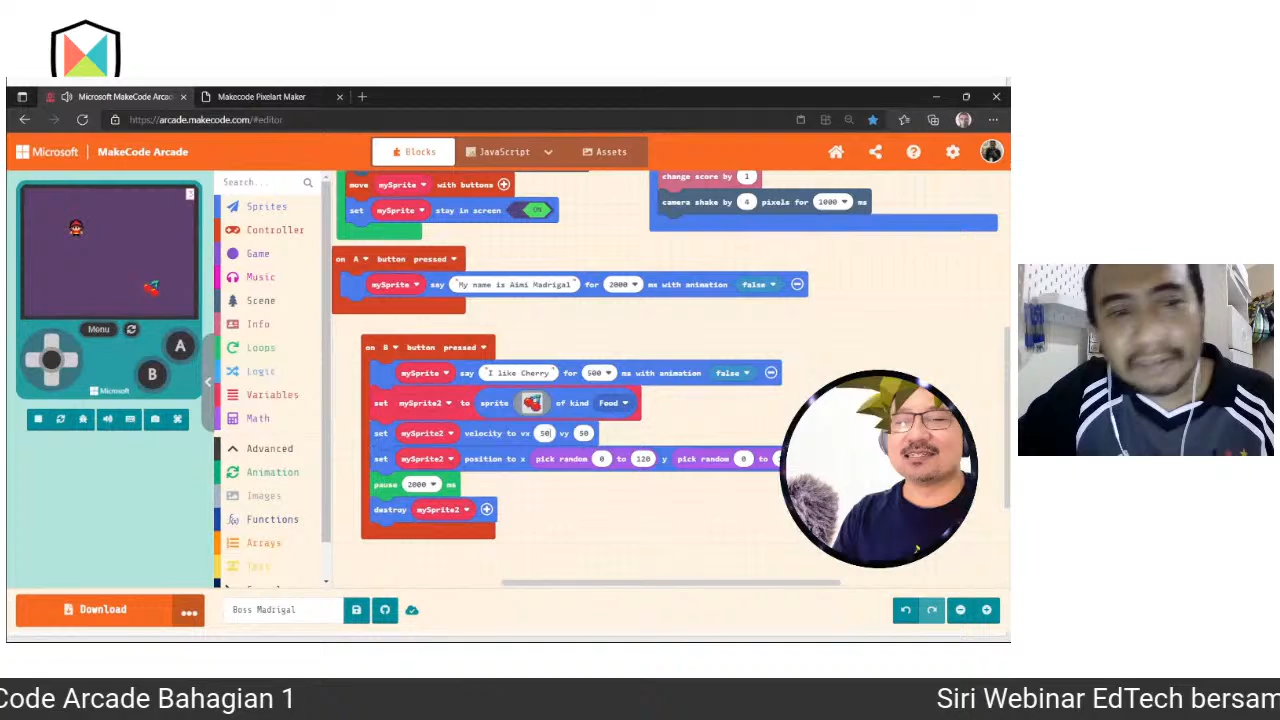 Microsoft MakeCode Arcad
Makecode Pixelart Maker
https://arcade.makecode.com/#editor
Microsoft
MakeCode Arcade
Blocks
JavaScript
Assets
Menu
A
B
Microsoft
Search...
Sprites
Controller
Game
Music
Scene
Info
Loops
Logic
Variables
Math
Advanced
Animation
Images
Functions
Arrays
move mySprite with buttons
set mySprite stay in screen ON
change score by 1
camera shake by 4 pixels for 1000 ms
on A button pressed
mySprite say "My name is Aimi Madrigal" for 2000 ms with animation false
on B button pressed
mySprite say "I like Cherry" for 500 ms with animation false
set mySprite2 to sprite of kind Food
set mySprite2 velocity to vx 50 vy 50
set mySprite2 position to x pick random 0 to 120 y pick random 0 to
pause 2000 ms
destroy mySprite2
Download
Boss Madrigal
Code Arcade Bahagian 1
Siri Webinar EdTech bersam